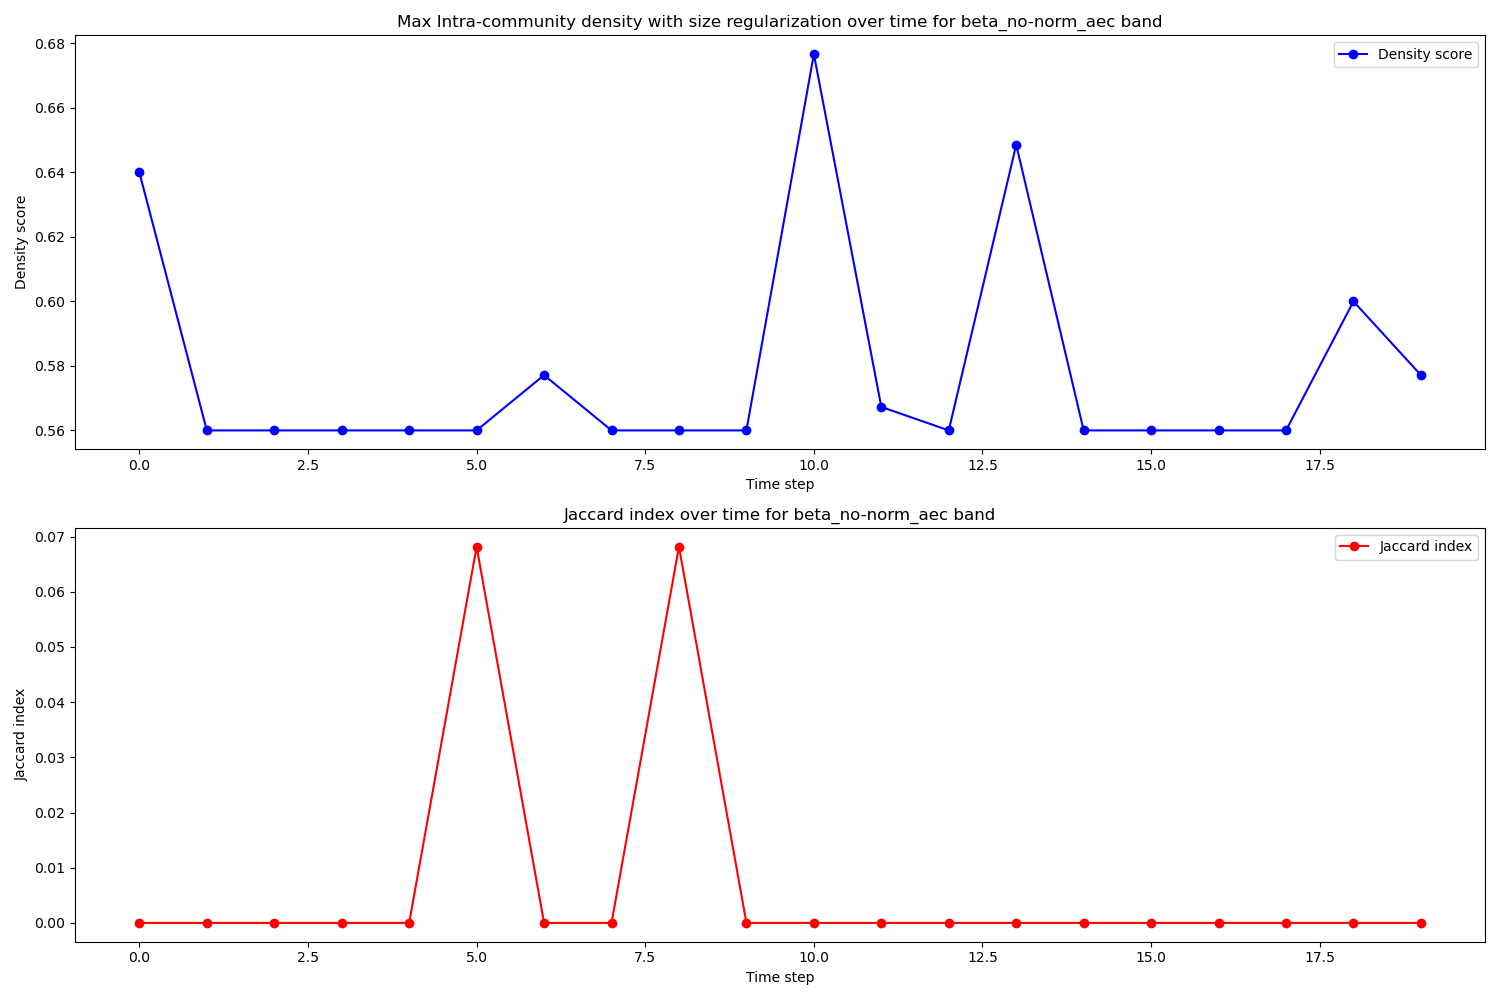 Max Intra-community density with size regularization over time for beta_no-norm_aec band
Density score
0.68
0.66
0.64
0.62
0.60
0.58
0.56
Density score
0.0 2.5 5.0 7.5 10.0 12.5 15.0 17.5
Time step
Jaccard index over time for beta_no-norm_aec band
Jaccard index
0.07
0.06
0.05
0.04
0.03
0.02
0.01
0.00
Jaccard index
0.0 2.5 5.0 7.5 10.0 12.5 15.0 17.5
Time step